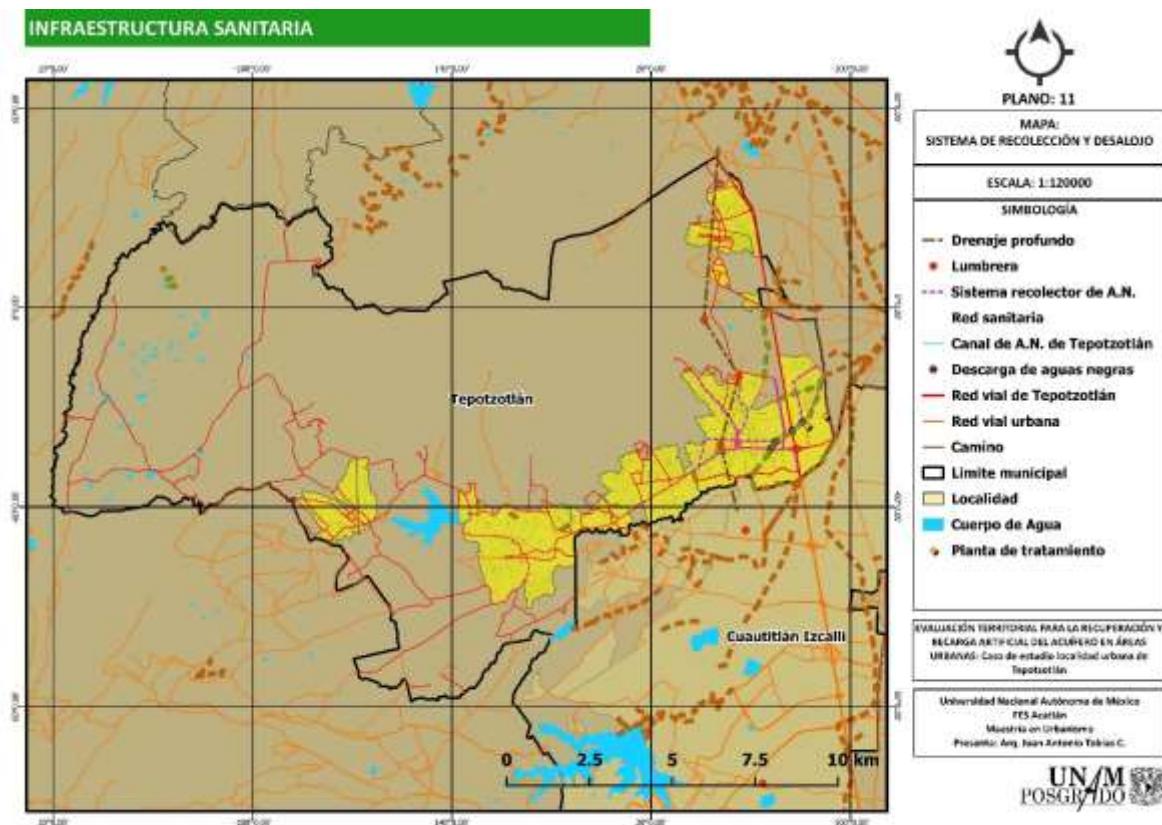 INFRAESTRUCTURA SANITARIA
PLANO: 11
MAPA:
SISTEMA DE RECOLECCIÓN Y DESALOJO
ESCALA: 1:120000
SIMBOLOGÍA
Drenaje profundo
Lumbrera
Sistema recolector de A.N.
Red sanitaria
Canal de A.N. de Tepotzotlán
Descarga de aguas negras
Red vial de Tepotzotlán
Red vial urbana
Camino
Limite municipal
Localidad
Cuerpo de Agua
Planta de tratamiento
Tepotzotlán
Cuautitlán Izcalli
0 2.5 5 7.5 10 km
EVALUACIÓN TERRITORIAL PARA LA RECUPERACIÓN Y
RECARGA ARTIFICIAL DEL ACUÍFERO EN ÁREAS
URBANAS: Caso de estudio localidad urbana de
Tepotzotlán
Universidad Nacional Autónoma de México
FES Acatlán
Maestría en Urbanismo
Presenta: Arq. Juan Antonio Tobias C.
UNAM
POSGRADO